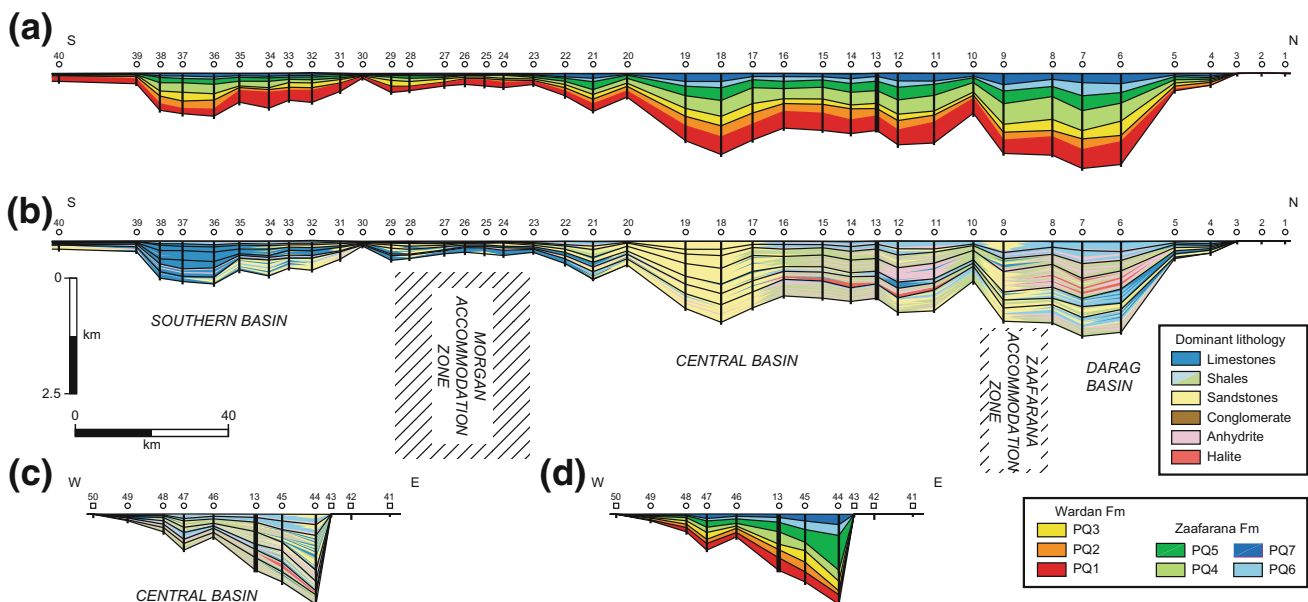 (a)
S N
40 39 38 37 36 35 34 33 32 31 30 29 28 27 26 25 24 23 22 21 20 19 18 17 16 15 14 13 12 11 10 9 8 7 6 5 4 3 2 1
(b)
S N
40 39 38 37 36 35 34 33 32 31 30 29 28 27 26 25 24 23 22 21 20 19 18 17 16 15 14 13 12 11 10 9 8 7 6 5 4 3 2 1
0
km
2.5
0 40
km
SOUTHERN BASIN
MORGAN
ACCOMMODATION
ZONE
CENTRAL BASIN
ZAAFARANA
ACCOMMODATION
ZONE
DARAG
BASIN
Dominant lithology
Limestones
Shales
Sandstones
Conglomerate
Anhydrite
Halite
(c)
W E
50 49 48 47 46 13 45 44 43 42 41
CENTRAL BASIN
(d)
W E
50 49 48 47 46 13 45 44 43 42 41
Wardan Fm
PQ3
PQ2
PQ1
Zaafarana Fm
PQ5 PQ7
PQ4 PQ6